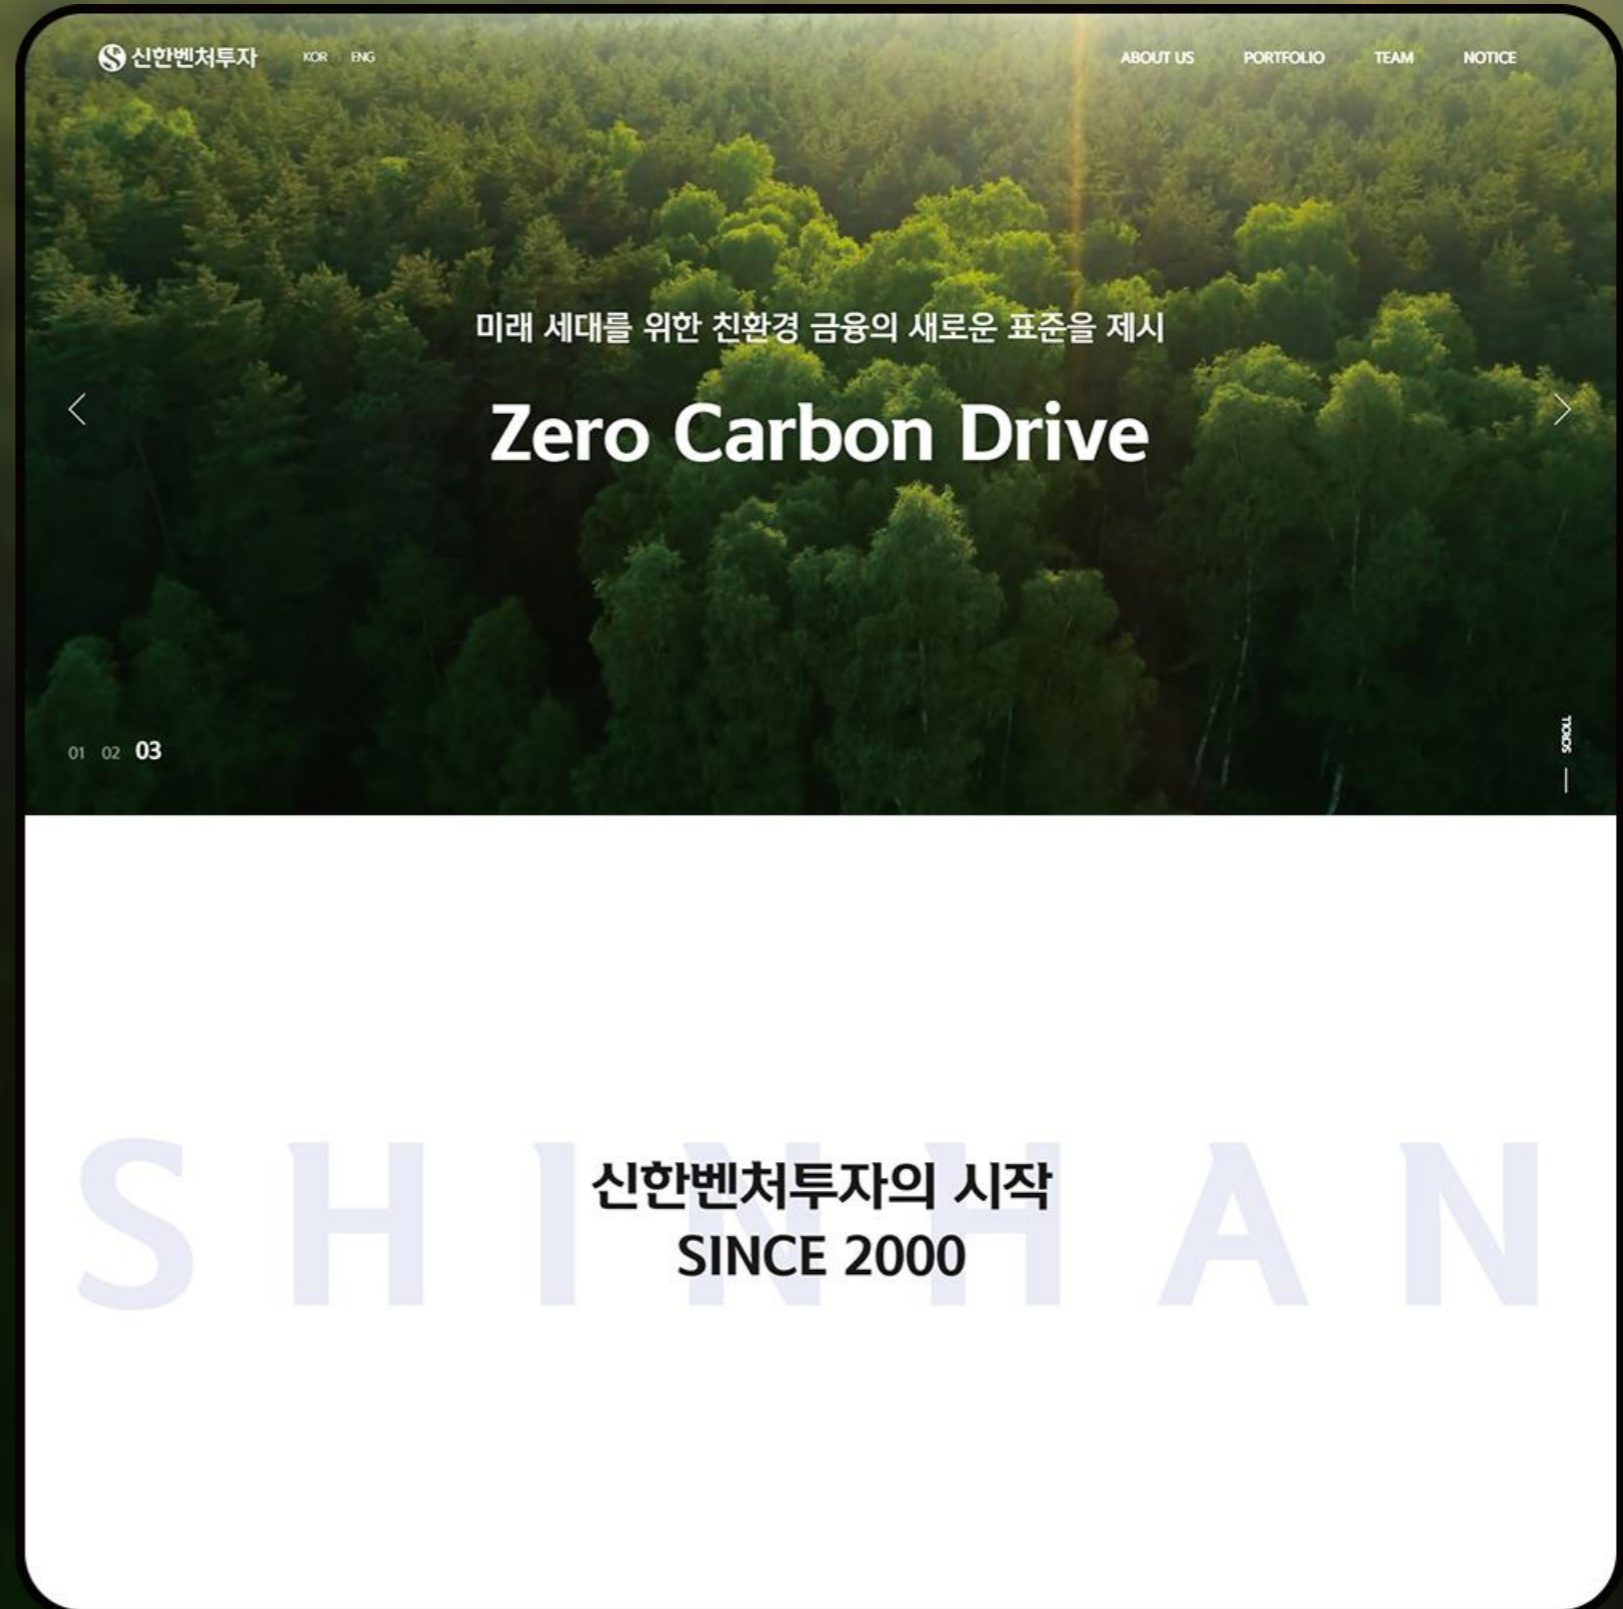 신한벤처투자 KOR ENG ABOUT US PORTFOLIO TEAM NOTICE
미래 세대를 위한 친환경 금융의 새로운 표준을 제시
Zero Carbon Drive
01 02 03
SCROLL
SHINHAN
신한벤처투자의 시작
SINCE 2000